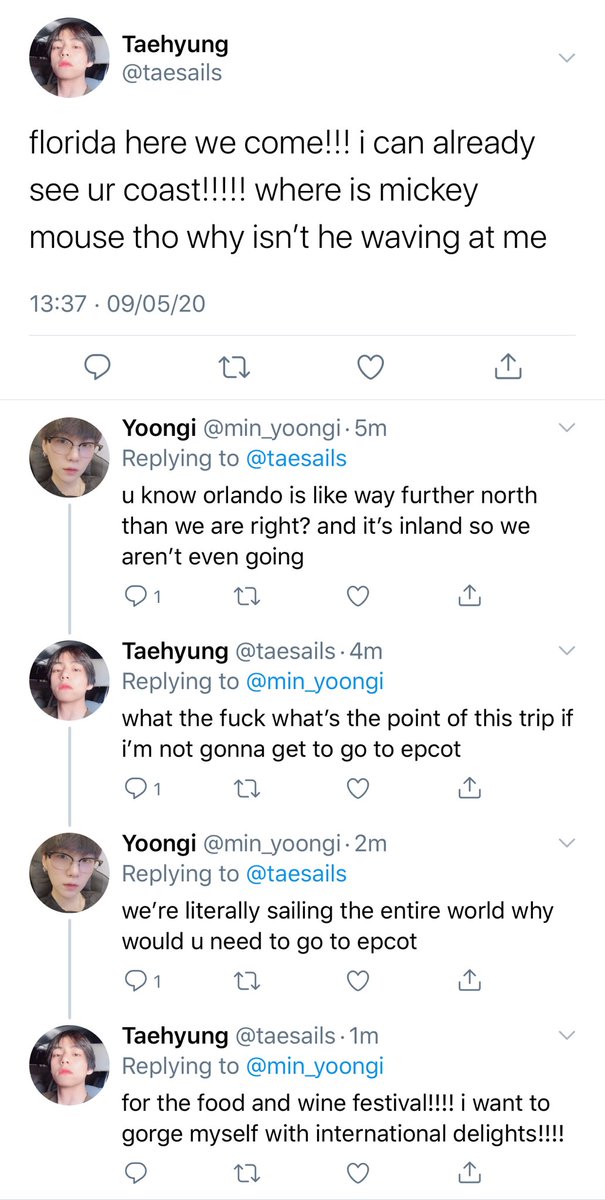 Taehyung
@taesails
florida here we come!!! i can already
see ur coast!!!!! where is mickey
mouse tho why isn’t he waving at me
13:37 · 09/05/20
Yoongi @min_yoongi · 5m
Replying to @taesails
u know orlando is like way further north
than we are right? and it’s inland so we
aren’t even going
1
Taehyung @taesails · 4m
Replying to @min_yoongi
what the fuck what’s the point of this trip if
i’m not gonna get to go to epcot
1
Yoongi @min_yoongi · 2m
Replying to @taesails
we’re literally sailing the entire world why
would u need to go to epcot
1
Taehyung @taesails · 1m
Replying to @min_yoongi
for the food and wine festival!!!! i want to
gorge myself with international delights!!!!